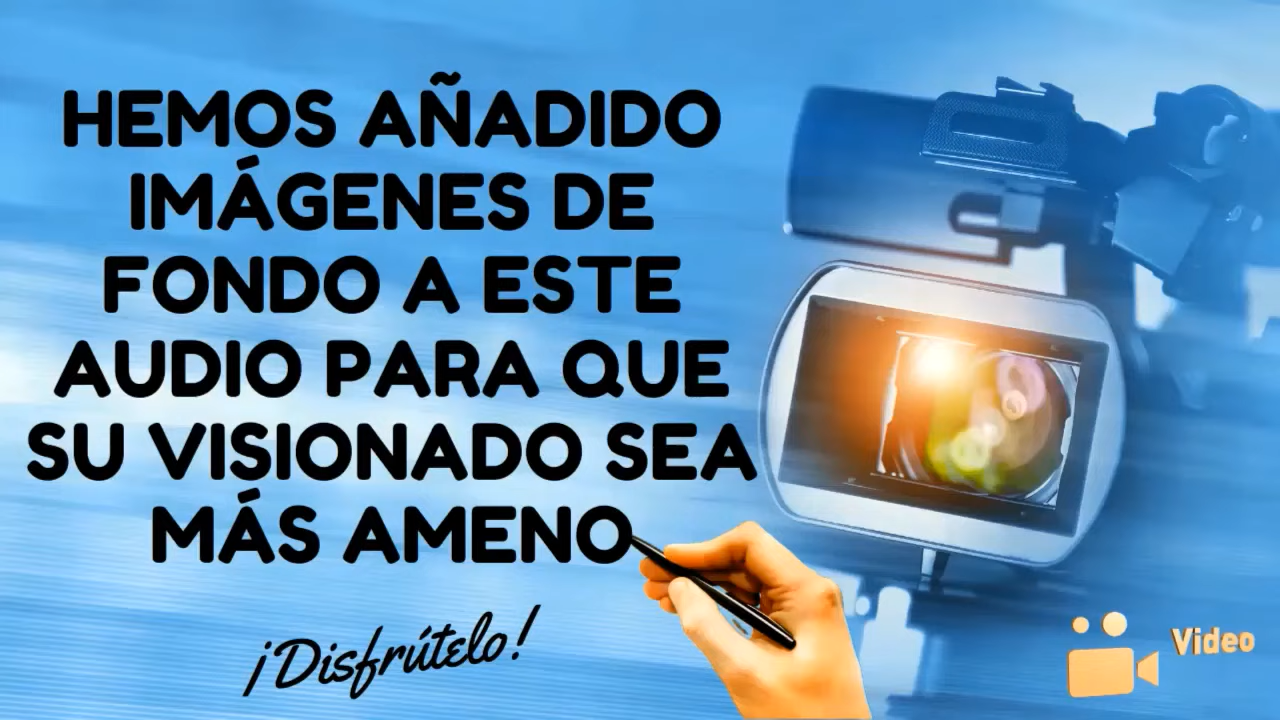 HEMOS AÑADIDO
IMÁGENES DE
FONDO A ESTE
AUDIO PARA QUE
SU VISIONADO SEA
MÁS AMENO
¡Disfrútelo!
Video